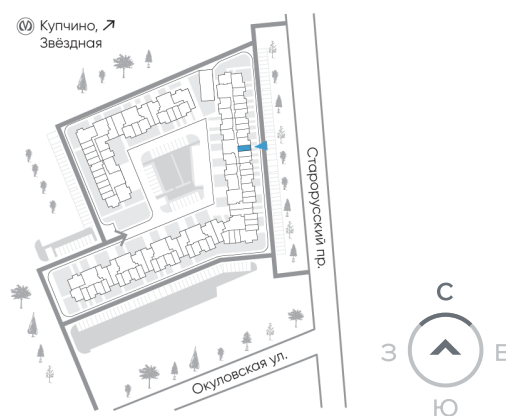 Купчино, ↗
Звёздная
Старорусский пр.
Окуловская ул.
С
З
В
Ю